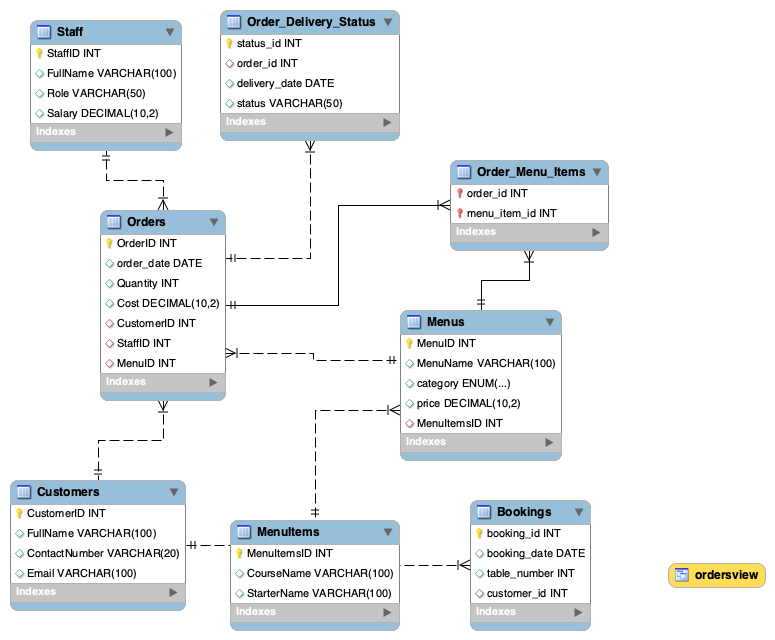 Staff
StaffID INT
FullName VARCHAR(100)
Role VARCHAR(50)
Salary DECIMAL(10,2)
Indexes
Order_Delivery_Status
status_id INT
order_id INT
delivery_date DATE
status VARCHAR(50)
Indexes
Order_Menu_Items
order_id INT
menu_item_id INT
Indexes
Orders
OrderID INT
order_date DATE
Quantity INT
Cost DECIMAL(10,2)
CustomerID INT
StaffID INT
MenuID INT
Indexes
Menus
MenuID INT
MenuName VARCHAR(100)
category ENUM(...)
price DECIMAL(10,2)
MenuItemsID INT
Indexes
Customers
CustomerID INT
FullName VARCHAR(100)
ContactNumber VARCHAR(20)
Email VARCHAR(100)
Indexes
MenuItems
MenuItemsID INT
CourseName VARCHAR(100)
StarterName VARCHAR(100)
Indexes
Bookings
booking_id INT
booking_date DATE
table_number INT
customer_id INT
Indexes
ordersview